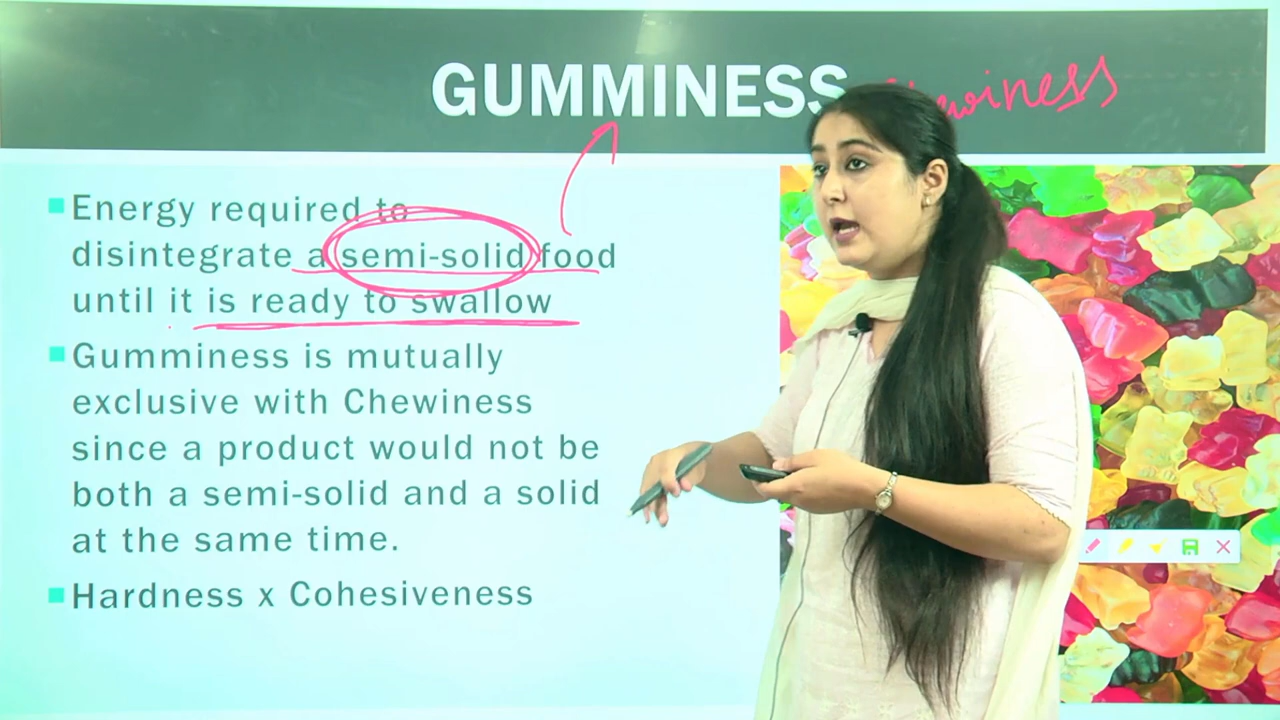 GUMMINESS
Energy required to
disintegrate a semi-solid food
until it is ready to swallow
Gumminess is mutually
exclusive with Chewiness
since a product would not be
both a semi-solid and a solid
at the same time.
Hardness x Cohesiveness